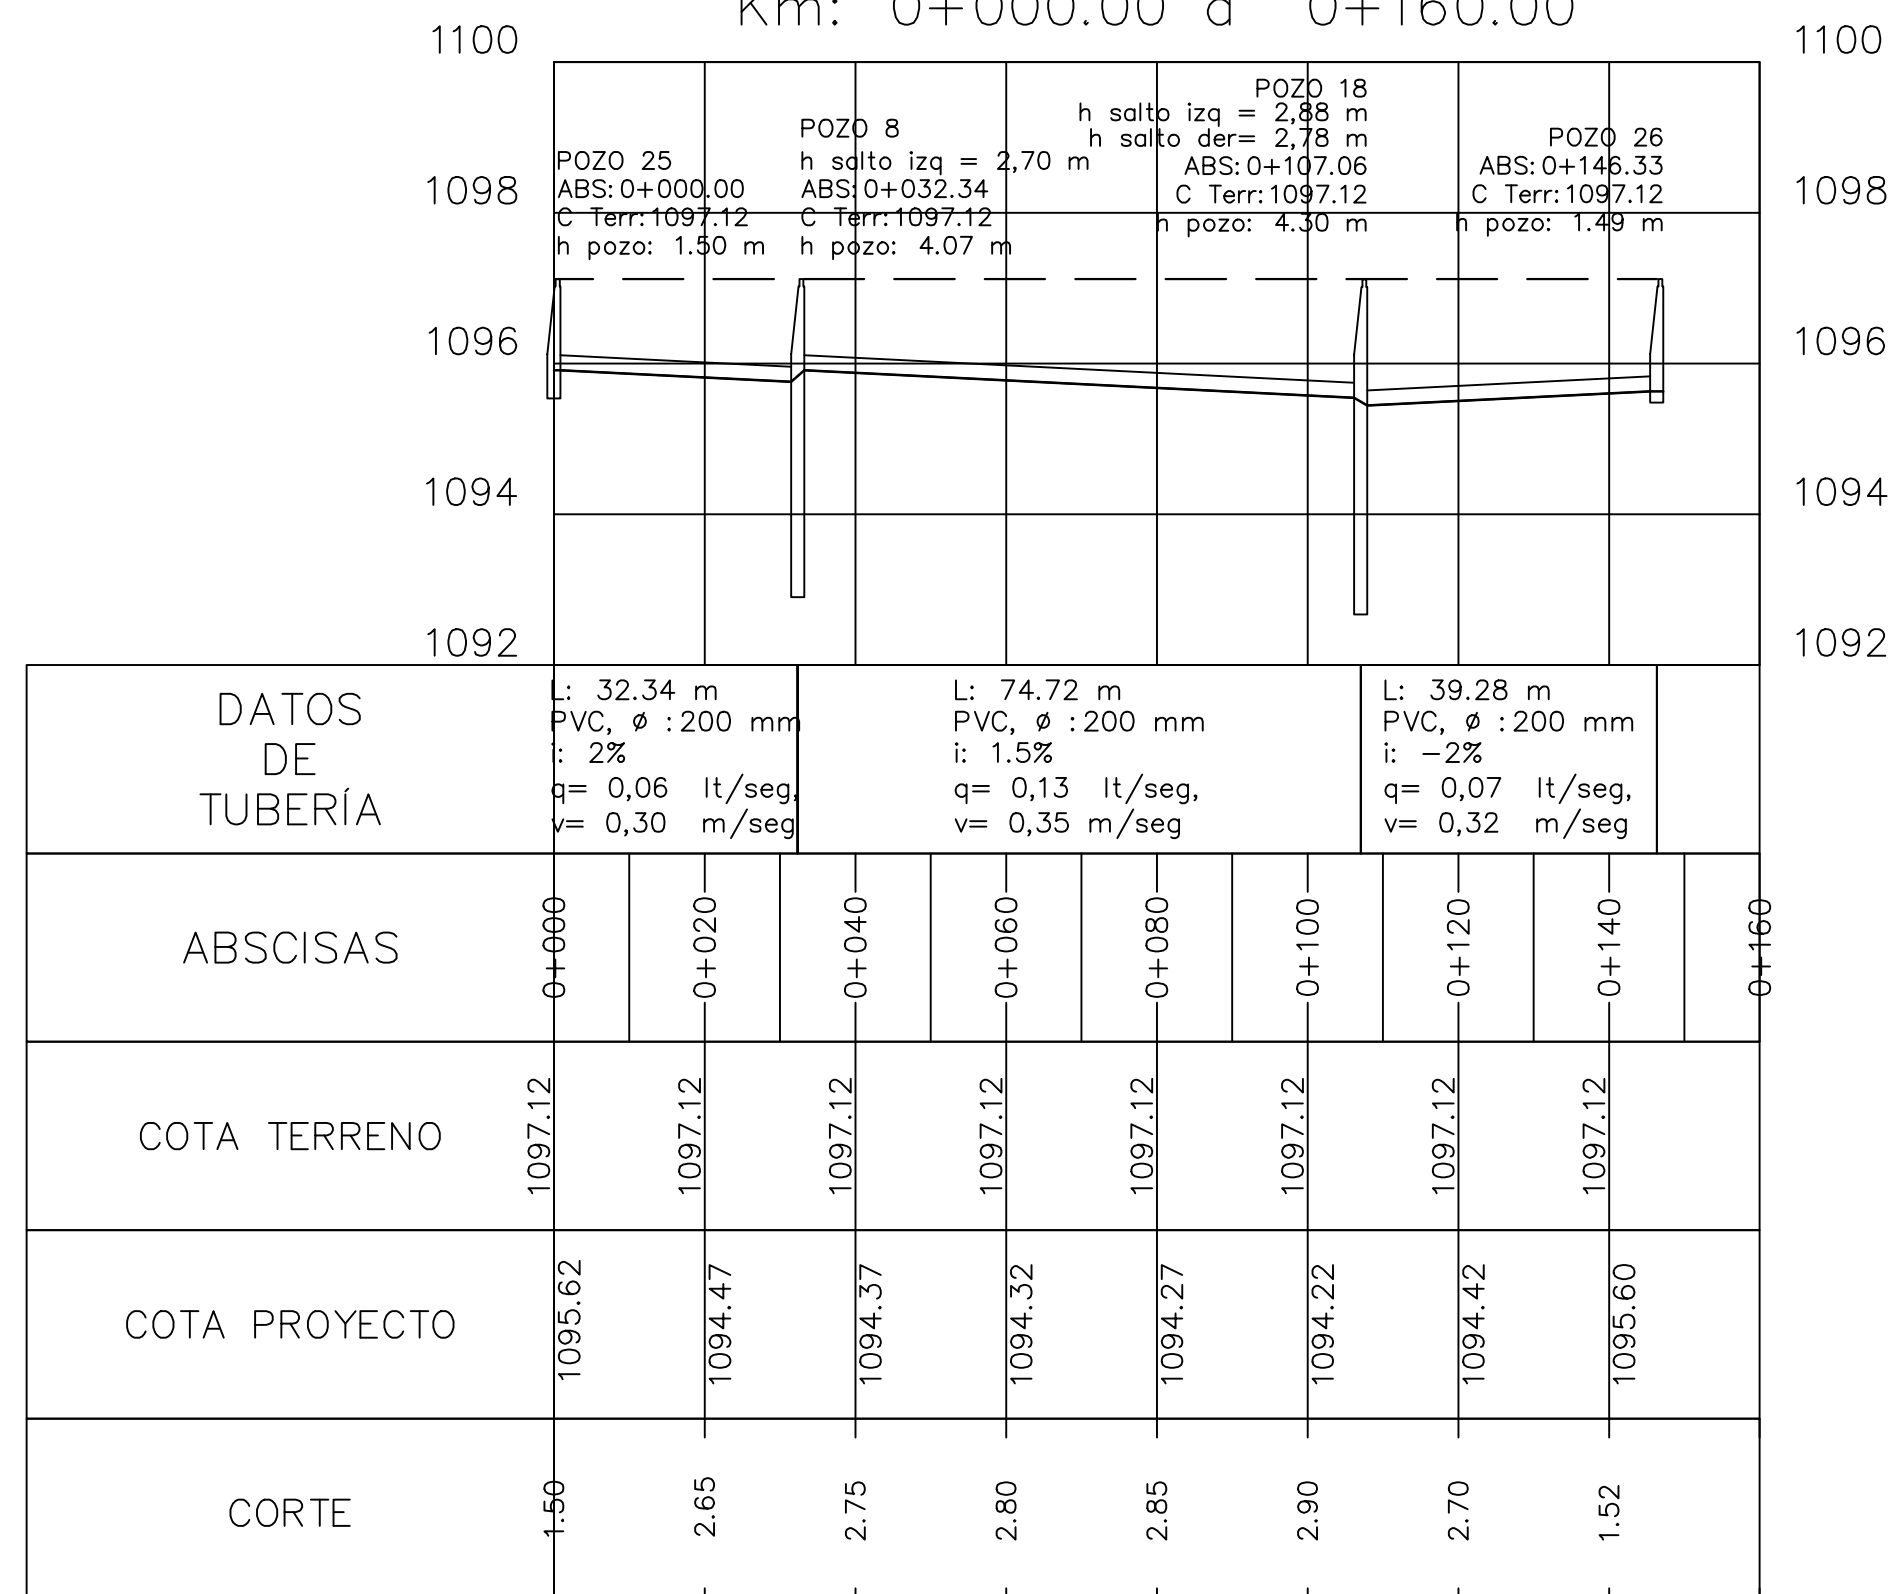 Km: 0+000.00 a 0+160.00
1100
1100
POZO 18
h salto izq = 2,88 m
h salto der= 2,78 m
ABS:0+107.06
C Terr:1097.12
h pozo: 4.30 m
POZO 8
h salto izq = 2,70 m
ABS:0+032.34
C Terr:1097.12
h pozo: 4.07 m
POZO 26
ABS:0+146.33
C Terr:1097.12
h pozo: 1.49 m
POZO 25
ABS:0+000.00
C Terr:1097.12
h pozo: 1.50 m
1098
1098
1096
1096
1094
1094
1092
1092
DATOS
DE
TUBERÍA
L: 32.34 m
PVC, ø :200 mm
i: 2%
q= 0,06 lt/seg,
v= 0,30 m/seg
L: 74.72 m
PVC, ø :200 mm
i: 1.5%
q= 0,13 lt/seg,
v= 0,35 m/seg
L: 39.28 m
PVC, ø :200 mm
i: −2%
q= 0,07 lt/seg,
v= 0,32 m/seg
ABSCISAS
0+000
0+020
0+040
0+060
0+080
0+100
0+120
0+140
0+160
COTA TERRENO
1097.12
1097.12
1097.12
1097.12
1097.12
1097.12
1097.12
1097.12
COTA PROYECTO
1095.62
1094.47
1094.37
1094.32
1094.27
1094.22
1094.42
1095.60
CORTE
1.50
2.65
2.75
2.80
2.85
2.90
2.70
1.52